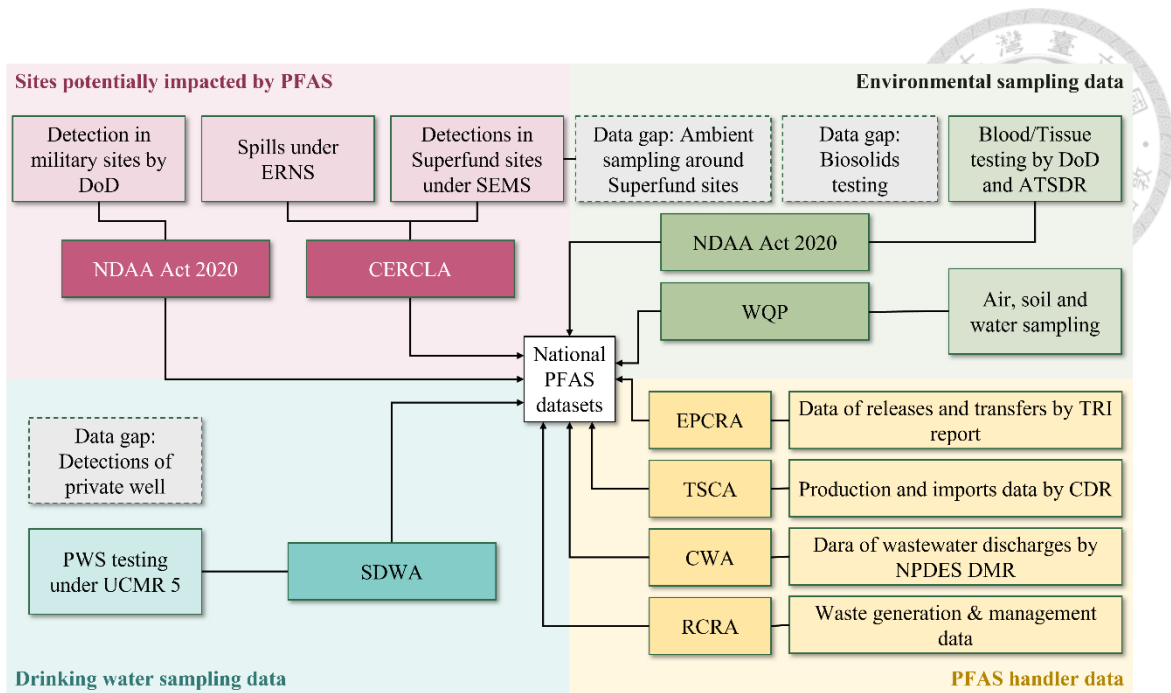 Sites potentially impacted by PFAS
Detection in
military sites by
DoD
Spills under
ERNS
Detections in
Superfund sites
under SEMS
NDAA Act 2020
CERCLA
Environmental sampling data
Data gap: Ambient
sampling around
Superfund sites
Data gap:
Biosolids
testing
Blood/Tissue
testing by DoD
and ATSDR
NDAA Act 2020
WQP
Air, soil and
water sampling
National
PFAS
datasets
Data gap:
Detections of
private well
PWS testing
under UCMR 5
SDWA
Drinking water sampling data
EPCRA
Data of releases and transfers by TRI
report
TSCA
Production and imports data by CDR
CWA
Dara of wastewater discharges by
NPDES DMR
RCRA
Waste generation & management
data
PFAS handler data
灣
國
教